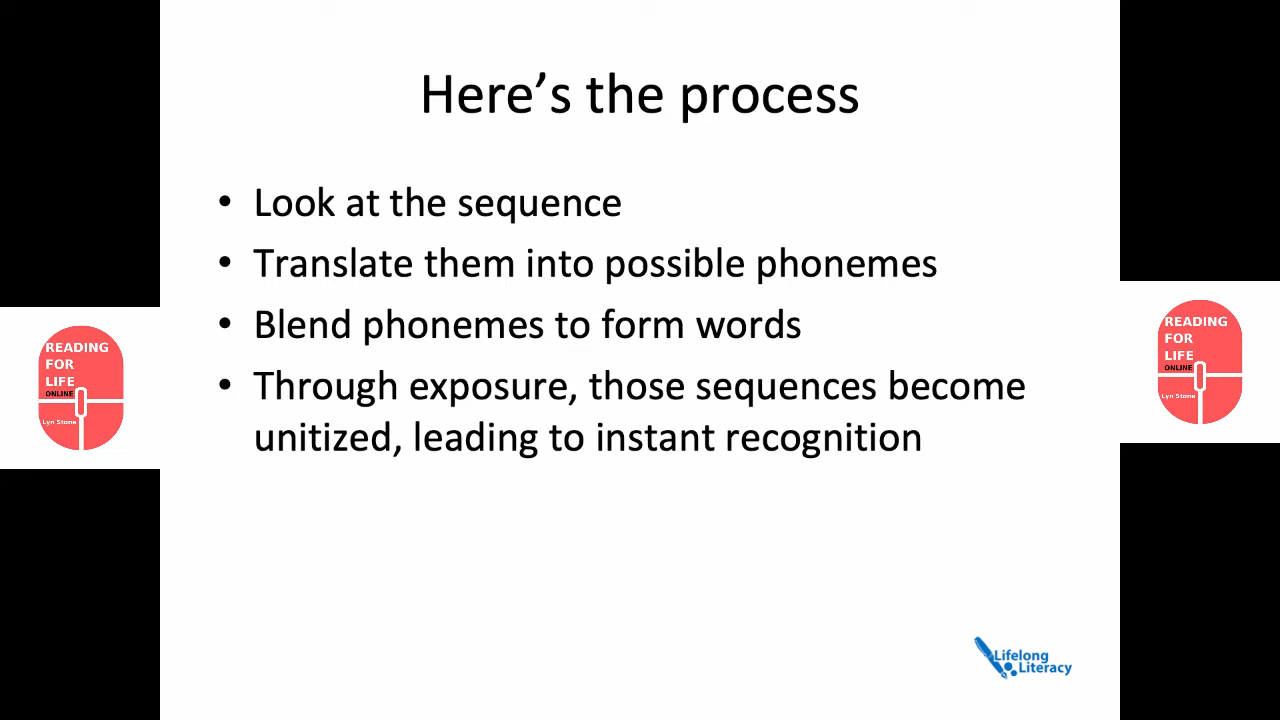 Here's the process
• Look at the sequence
• Translate them into possible phonemes
• Blend phonemes to form words
• Through exposure, those sequences become
unitized, leading to instant recognition
READING
FOR
LIFE
ONLINE
Lyn Stone
READING
FOR
LIFE
ONLINE
Lyn Stone
Lifelong
Literacy